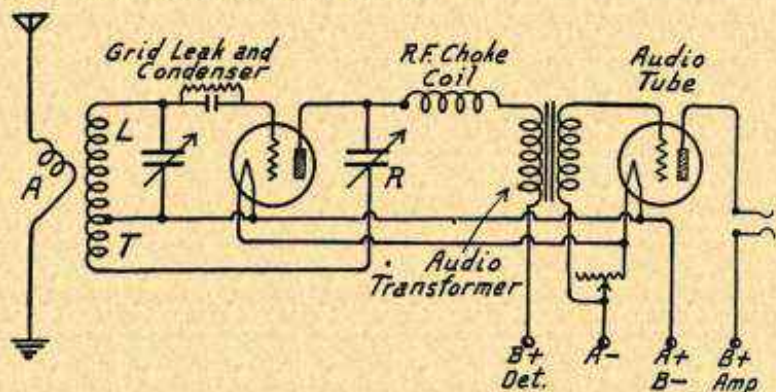 Grid Leak and
Condenser
R.F. Choke
Coil
Audio
Tube
L
A
R
T
Audio
Transformer
B+
Det.
A-
A+
B-
B+
Amp